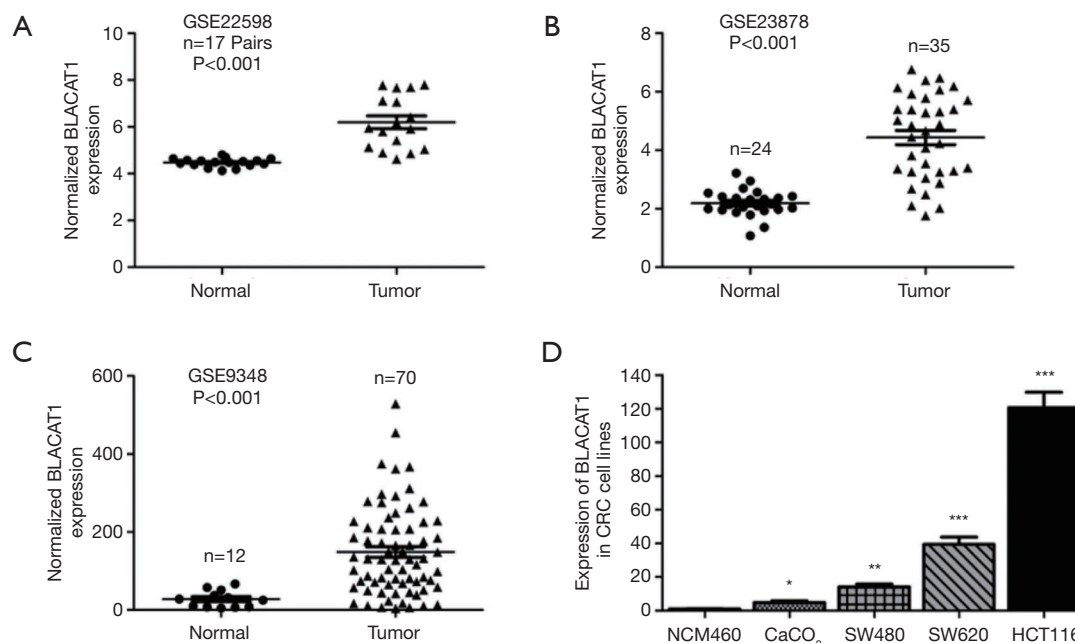 A
GSE22598
n=17 Pairs
P<0.001
Normalized BLACAT1
expression
10
8
6
4
2
0
Normal
Tumor
B
GSE23878
P<0.001
n=35
n=24
Normalized BLACAT1
expression
8
6
4
2
0
Normal
Tumor
C
GSE9348
P<0.001
n=70
n=12
Normalized BLACAT1
expression
600
400
200
0
Normal
Tumor
D
Expression of BLACAT1
in CRC cell lines
140
120
100
80
60
40
20
0
*
**
***
***
NCM460
SW480
SW620
HCT116